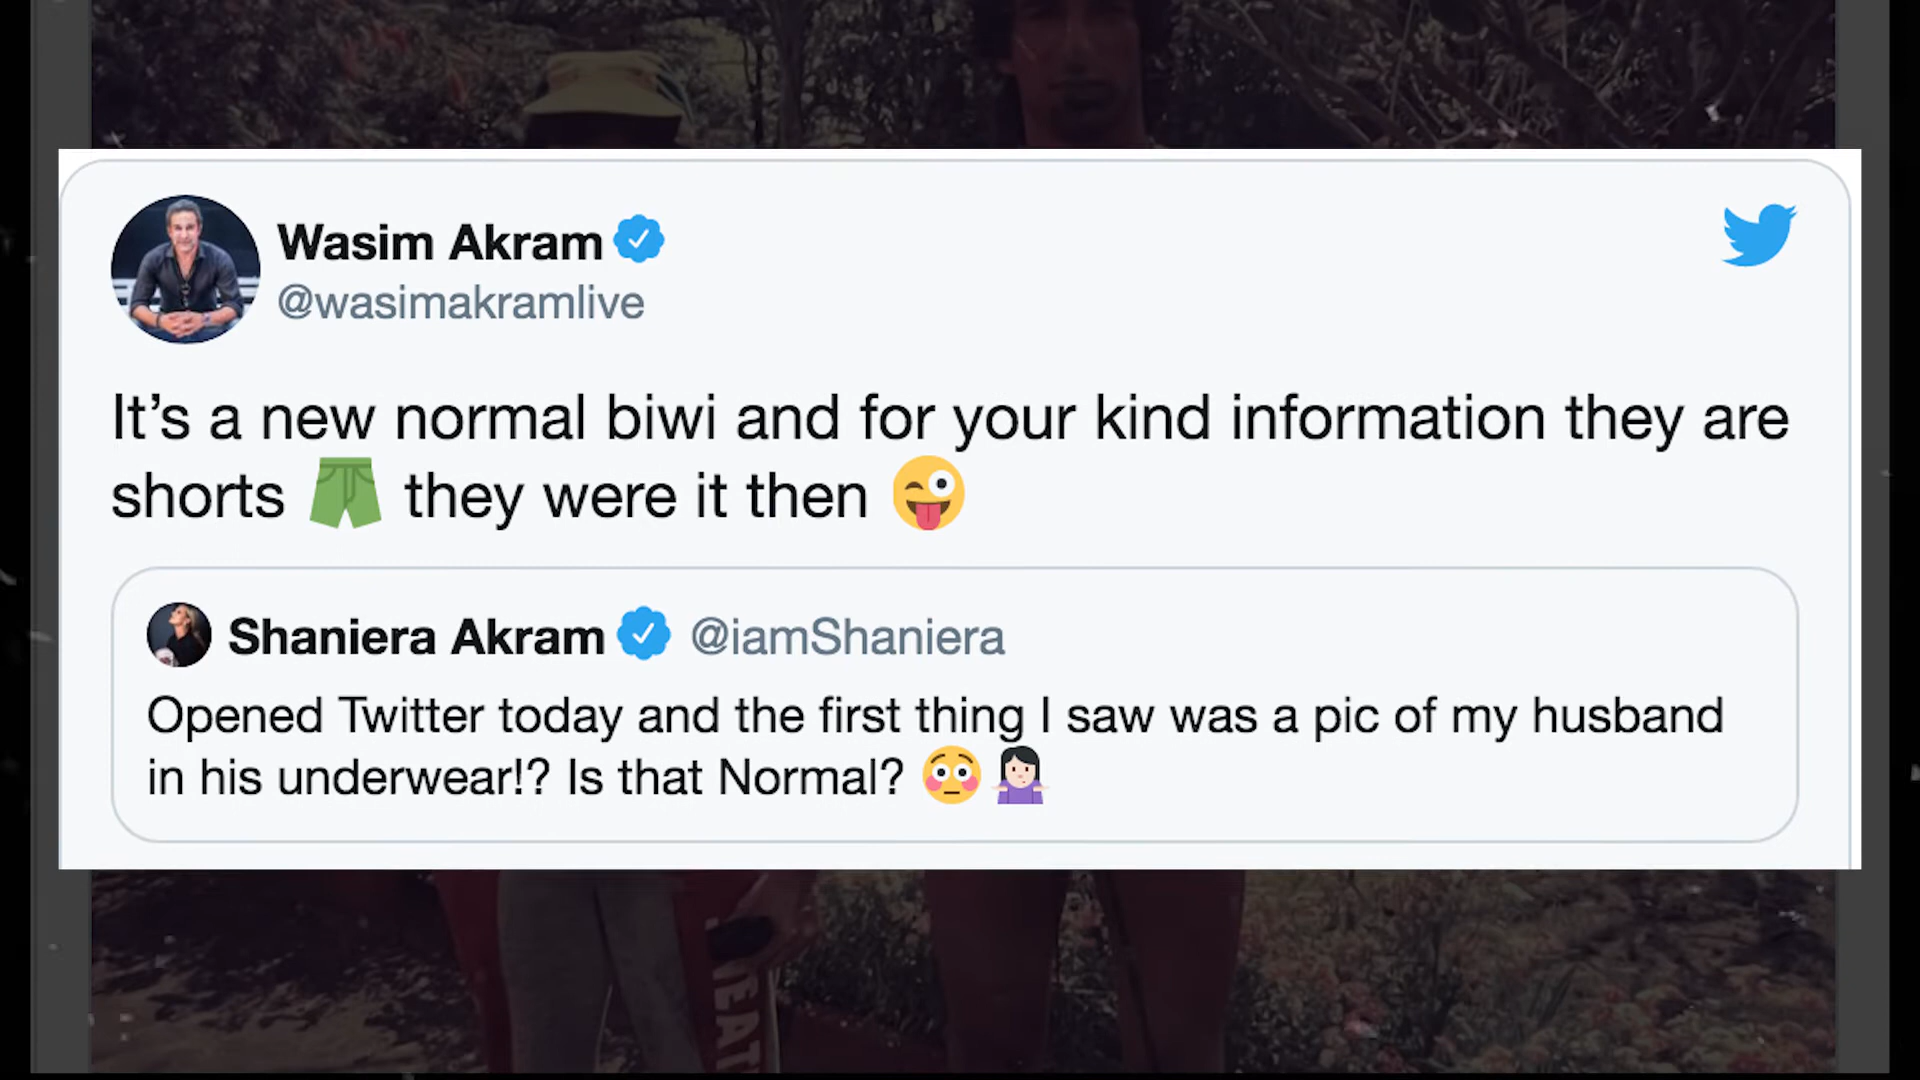 Wasim Akram
@wasimakramlive
It’s a new normal biwi and for your kind information they are
shorts 🩳 they were it then 😜
Shaniera Akram @iamShaniera
Opened Twitter today and the first thing I saw was a pic of my husband
in his underwear!? Is that Normal? 😳🤷🏻‍♀️